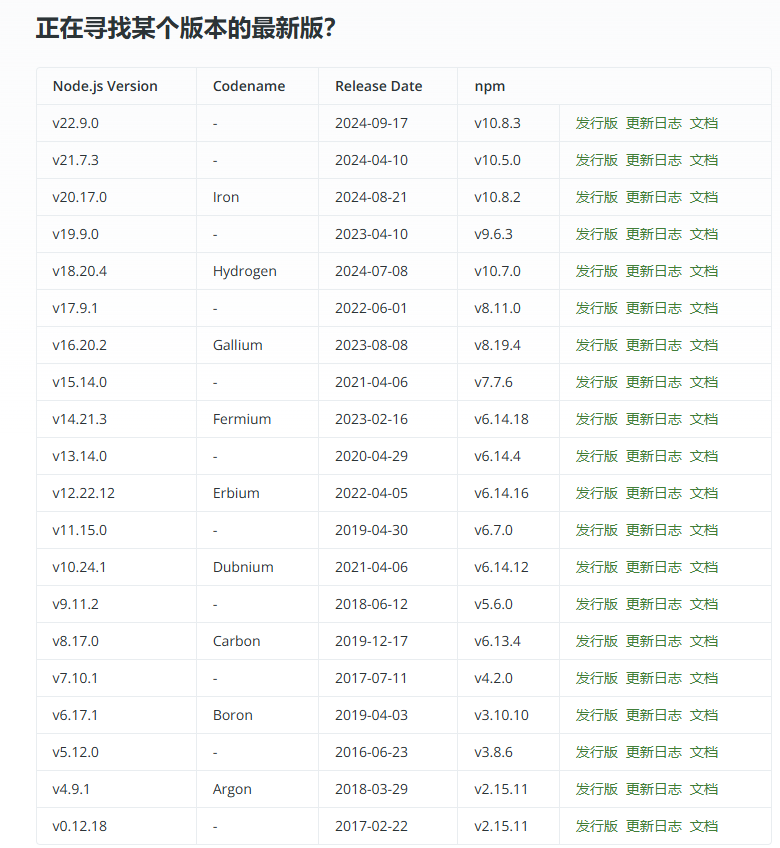 正在寻找某个版本的最新版？
Node.js Version Codename Release Date npm
v22.9.0 - 2024-09-17 v10.8.3 发行版 更新日志 文档
v21.7.3 - 2024-04-10 v10.5.0 发行版 更新日志 文档
v20.17.0 Iron 2024-08-21 v10.8.2 发行版 更新日志 文档
v19.9.0 - 2023-04-10 v9.6.3 发行版 更新日志 文档
v18.20.4 Hydrogen 2024-07-08 v10.7.0 发行版 更新日志 文档
v17.9.1 - 2022-06-01 v8.11.0 发行版 更新日志 文档
v16.20.2 Gallium 2023-08-08 v8.19.4 发行版 更新日志 文档
v15.14.0 - 2021-04-06 v7.7.6 发行版 更新日志 文档
v14.21.3 Fermium 2023-02-16 v6.14.18 发行版 更新日志 文档
v13.14.0 - 2020-04-29 v6.14.4 发行版 更新日志 文档
v12.22.12 Erbium 2022-04-05 v6.14.16 发行版 更新日志 文档
v11.15.0 - 2019-04-30 v6.7.0 发行版 更新日志 文档
v10.24.1 Dubnium 2021-04-06 v6.14.12 发行版 更新日志 文档
v9.11.2 - 2018-06-12 v5.6.0 发行版 更新日志 文档
v8.17.0 Carbon 2019-12-17 v6.13.4 发行版 更新日志 文档
v7.10.1 - 2017-07-11 v4.2.0 发行版 更新日志 文档
v6.17.1 Boron 2019-04-03 v3.10.10 发行版 更新日志 文档
v5.12.0 - 2016-06-23 v3.8.6 发行版 更新日志 文档
v4.9.1 Argon 2018-03-29 v2.15.11 发行版 更新日志 文档
v0.12.18 - 2017-02-22 v2.15.11 发行版 更新日志 文档